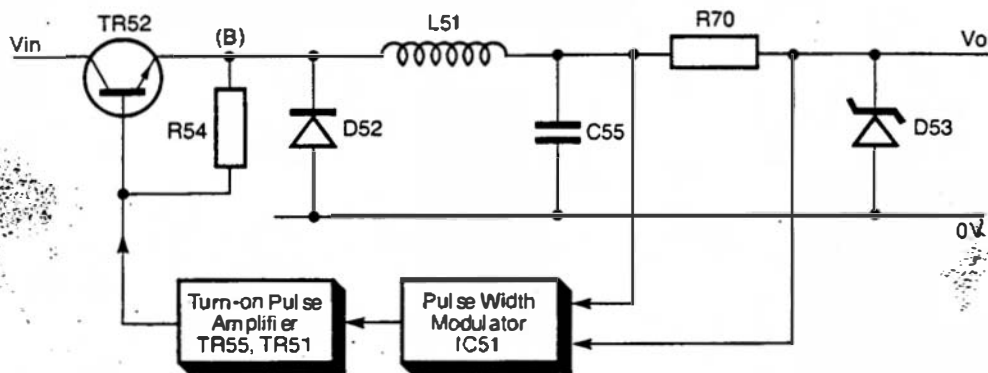 TR52
L51
R70
Vin
(B)
Vo
R54
D52
C55
D53
0V
Turn-on Pulse
Amplifier
TR55, TR51
Pulse Width
Modulator
IC51